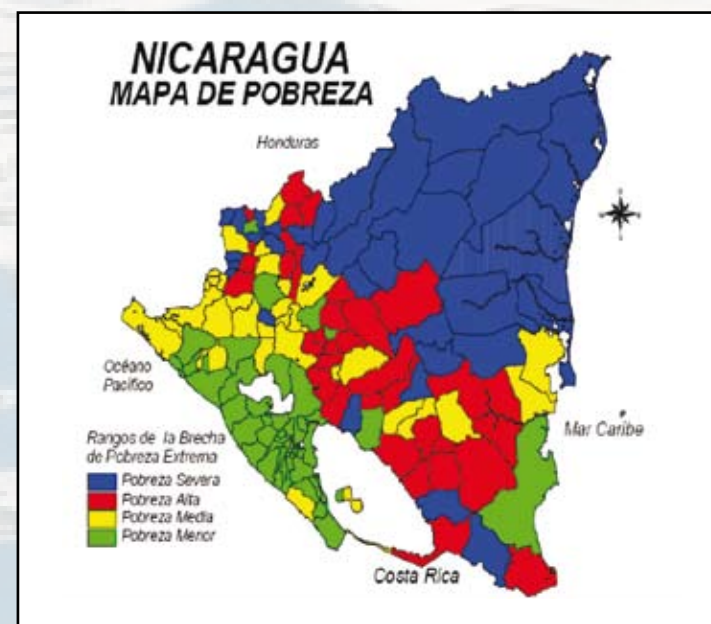 NICARAGUA
MAPA DE POBREZA
Honduras
Océano
Pacífico
Mar Caribe
Rangos de la Brecha
de Pobreza Extrema
Pobreza Severa
Pobreza Alta
Pobreza Media
Pobreza Menor
Costa Rica